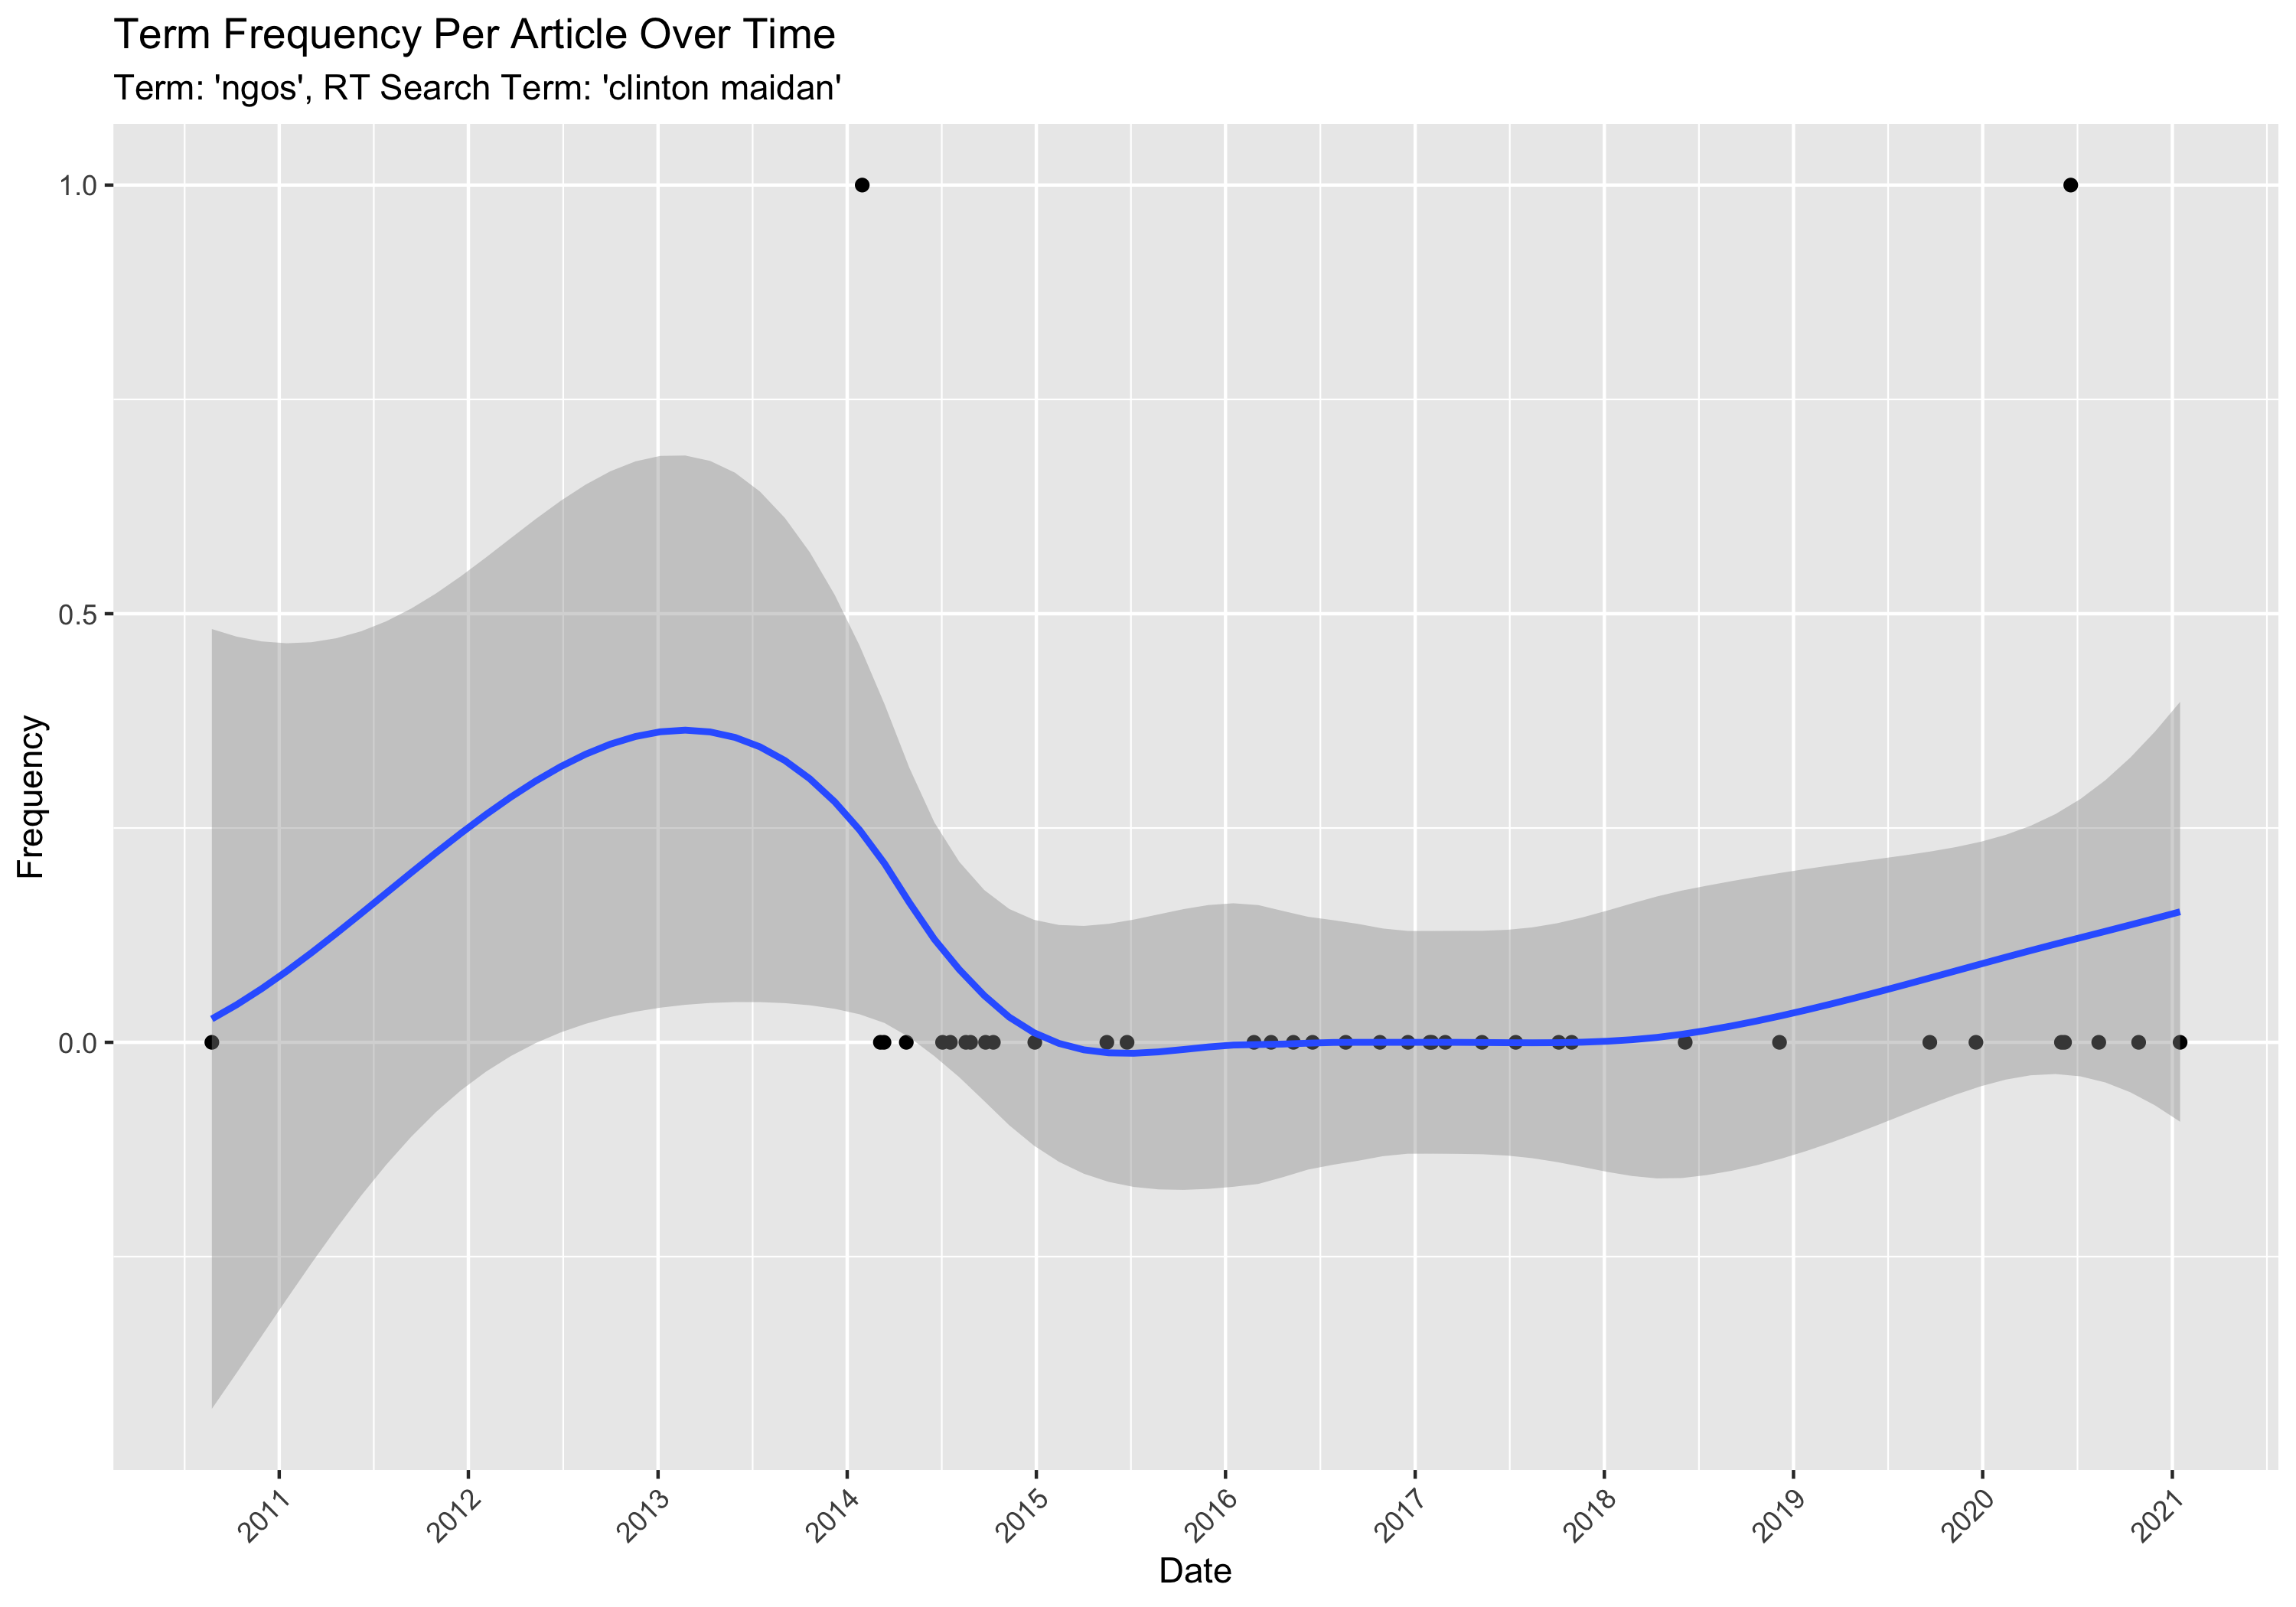 Term Frequency Per Article Over Time
Term: 'ngos', RT Search Term: 'clinton maidan'
1.0
0.5
0.0
Frequency
2011 2012 2013 2014 2015 2016 2017 2018 2019 2020 2021
Date